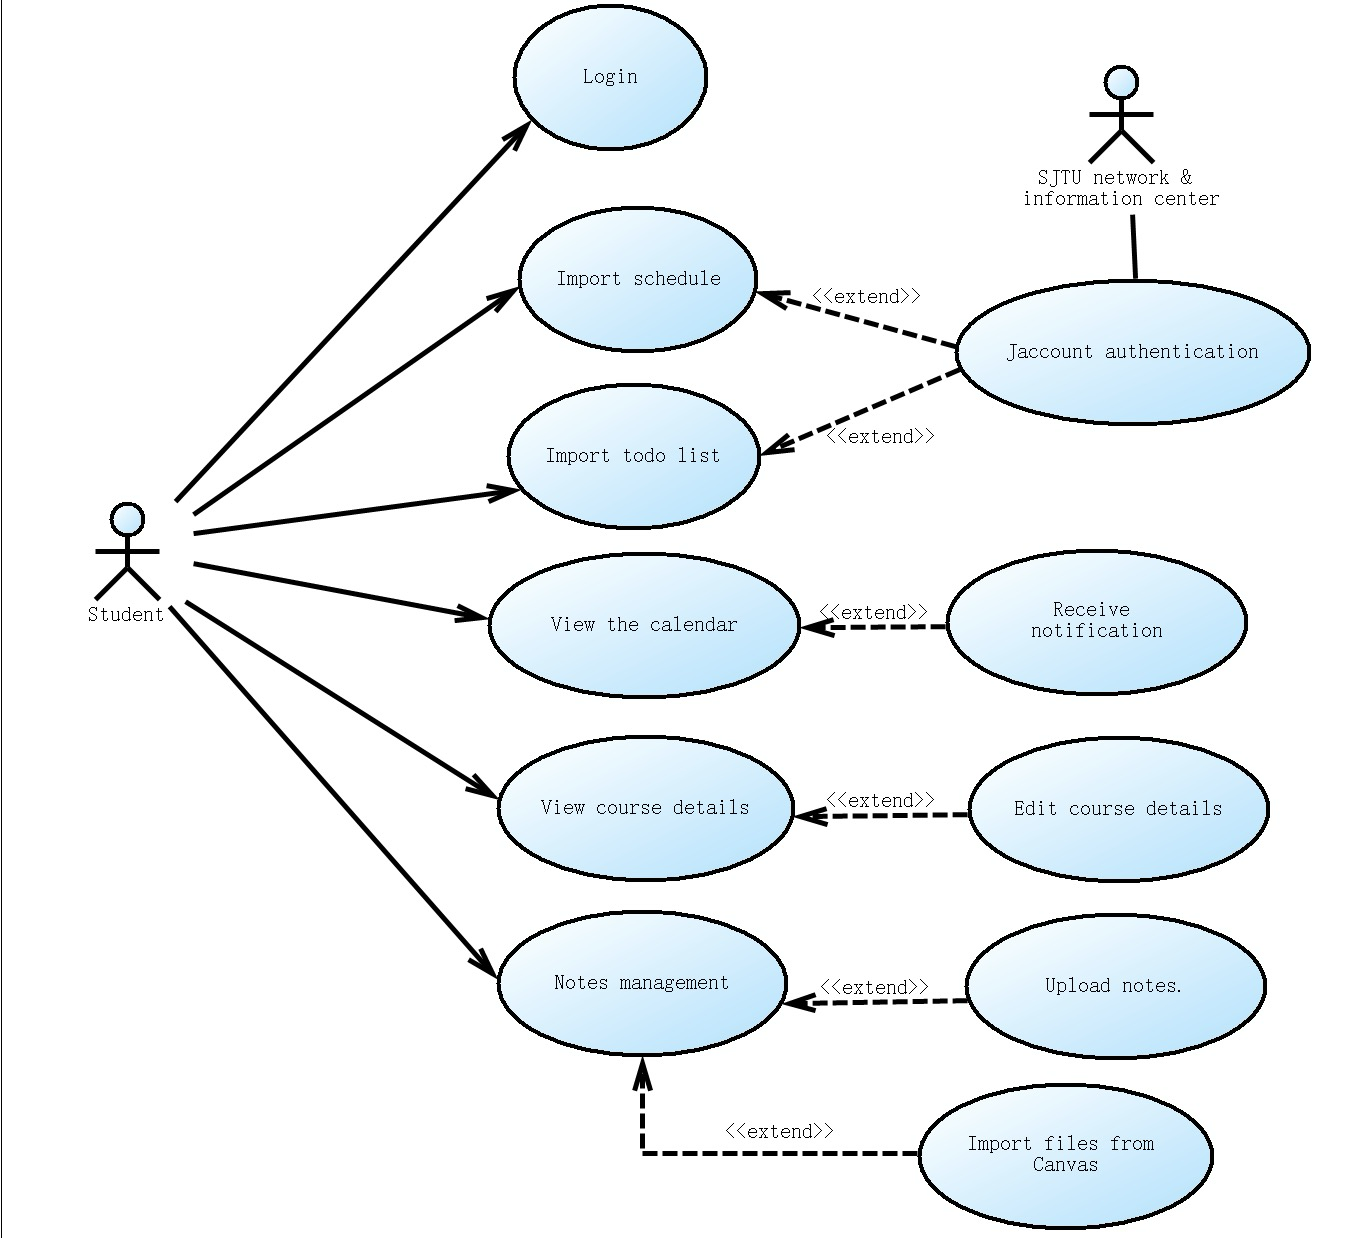 Login
SJTU network &
information center
Import schedule
<<extend>>
Jaccount authentication
<<extend>>
Import todo list
Student
View the calendar
<<extend>>
Receive
notification
View course details
<<extend>>
Edit course details
Notes management
<<extend>>
Upload notes.
<<extend>>
Import files from
Canvas